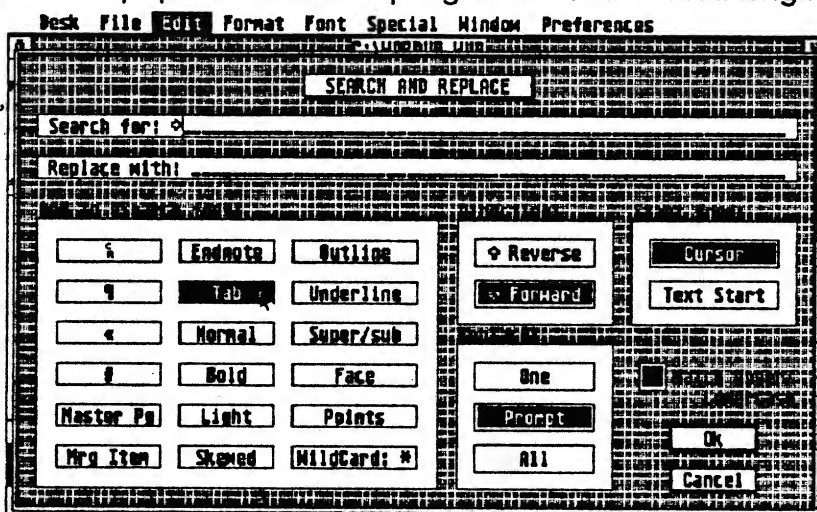 Desk File Edit Format Font Special Window Preferences
SEARCH AND REPLACE
Search for:
Replace with:
Endnote Outline
¶ Tab Underline
« Normal Super/sub
# Bold Face
Master Pg Light Points
Mrg Item Skewed WildCard: *
⇦ Reverse
⇨ Forward
Cursor
Text Start
One
Prompt
All
Ok
Cancel